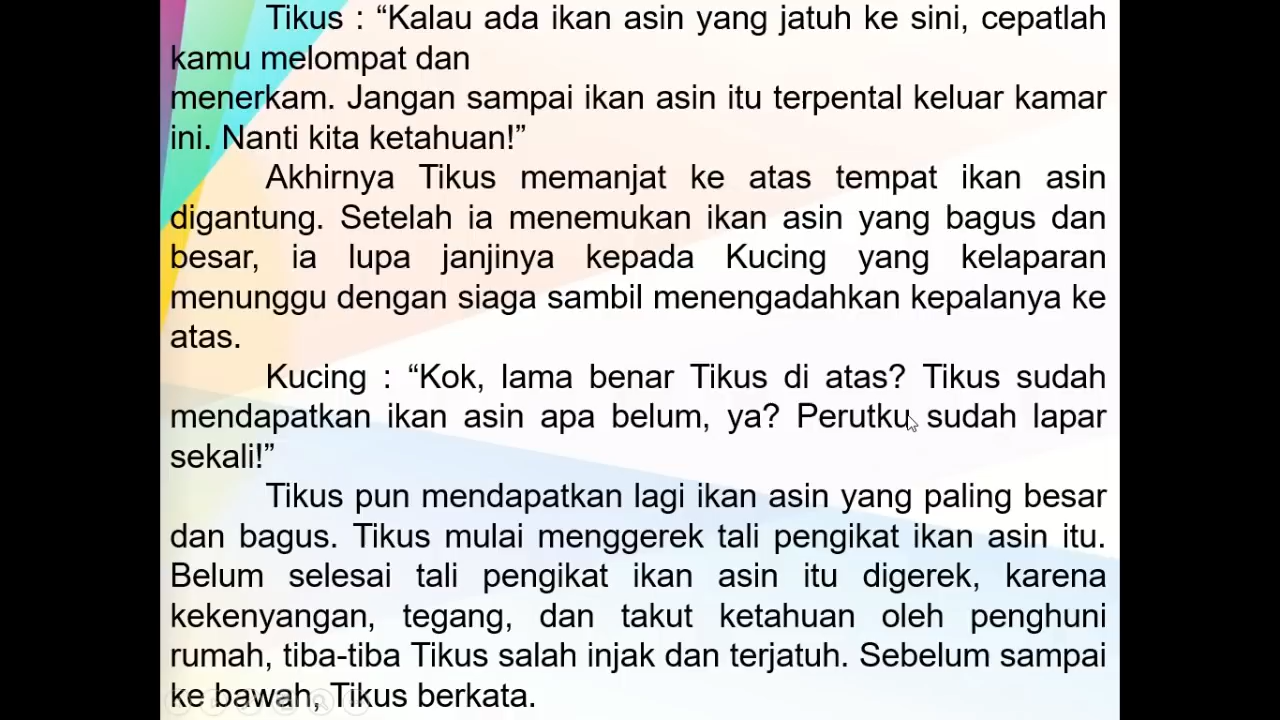 Tikus : “Kalau ada ikan asin yang jatuh ke sini, cepatlah
kamu melompat dan
menerkam. Jangan sampai ikan asin itu terpental keluar kamar
ini. Nanti kita ketahuan!”
Akhirnya Tikus memanjat ke atas tempat ikan asin
digantung. Setelah ia menemukan ikan asin yang bagus dan
besar, ia lupa janjinya kepada Kucing yang kelaparan
menunggu dengan siaga sambil menengadahkan kepalanya ke
atas.
Kucing : “Kok, lama benar Tikus di atas? Tikus sudah
mendapatkan ikan asin apa belum, ya? Perutku sudah lapar
sekali!”
Tikus pun mendapatkan lagi ikan asin yang paling besar
dan bagus. Tikus mulai menggerek tali pengikat ikan asin itu.
Belum selesai tali pengikat ikan asin itu digerek, karena
kekenyangan, tegang, dan takut ketahuan oleh penghuni
rumah, tiba-tiba Tikus salah injak dan terjatuh. Sebelum sampai
ke bawah, Tikus berkata.